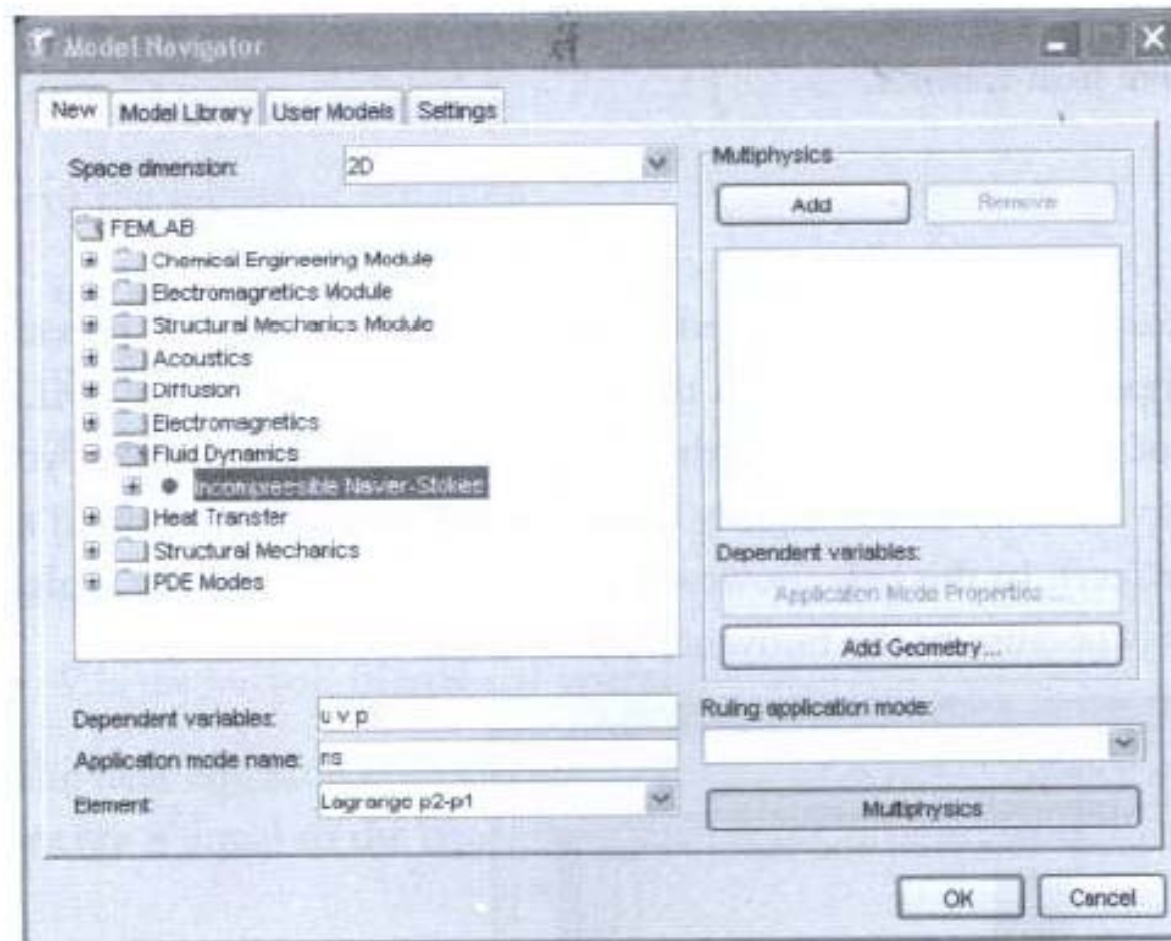 Model Navigator
New Model Library User Models Settings
Space dimension: 2D
FEMLAB
Chemical Engineering Module
Electromagnetics Module
Structural Mechanics Module
Acoustics
Diffusion
Electromagnetics
Fluid Dynamics
Incompressible Navier-Stokes
Heat Transfer
Structural Mechanics
PDE Modes
Dependent variables: u v p
Application mode name: ns
Element: Lagrange p2-p1
Multiphysics
Add Remove
Dependent variables:
Application Mode Properties ...
Add Geometry...
Ruling application mode:
Multiphysics
OK Cancel